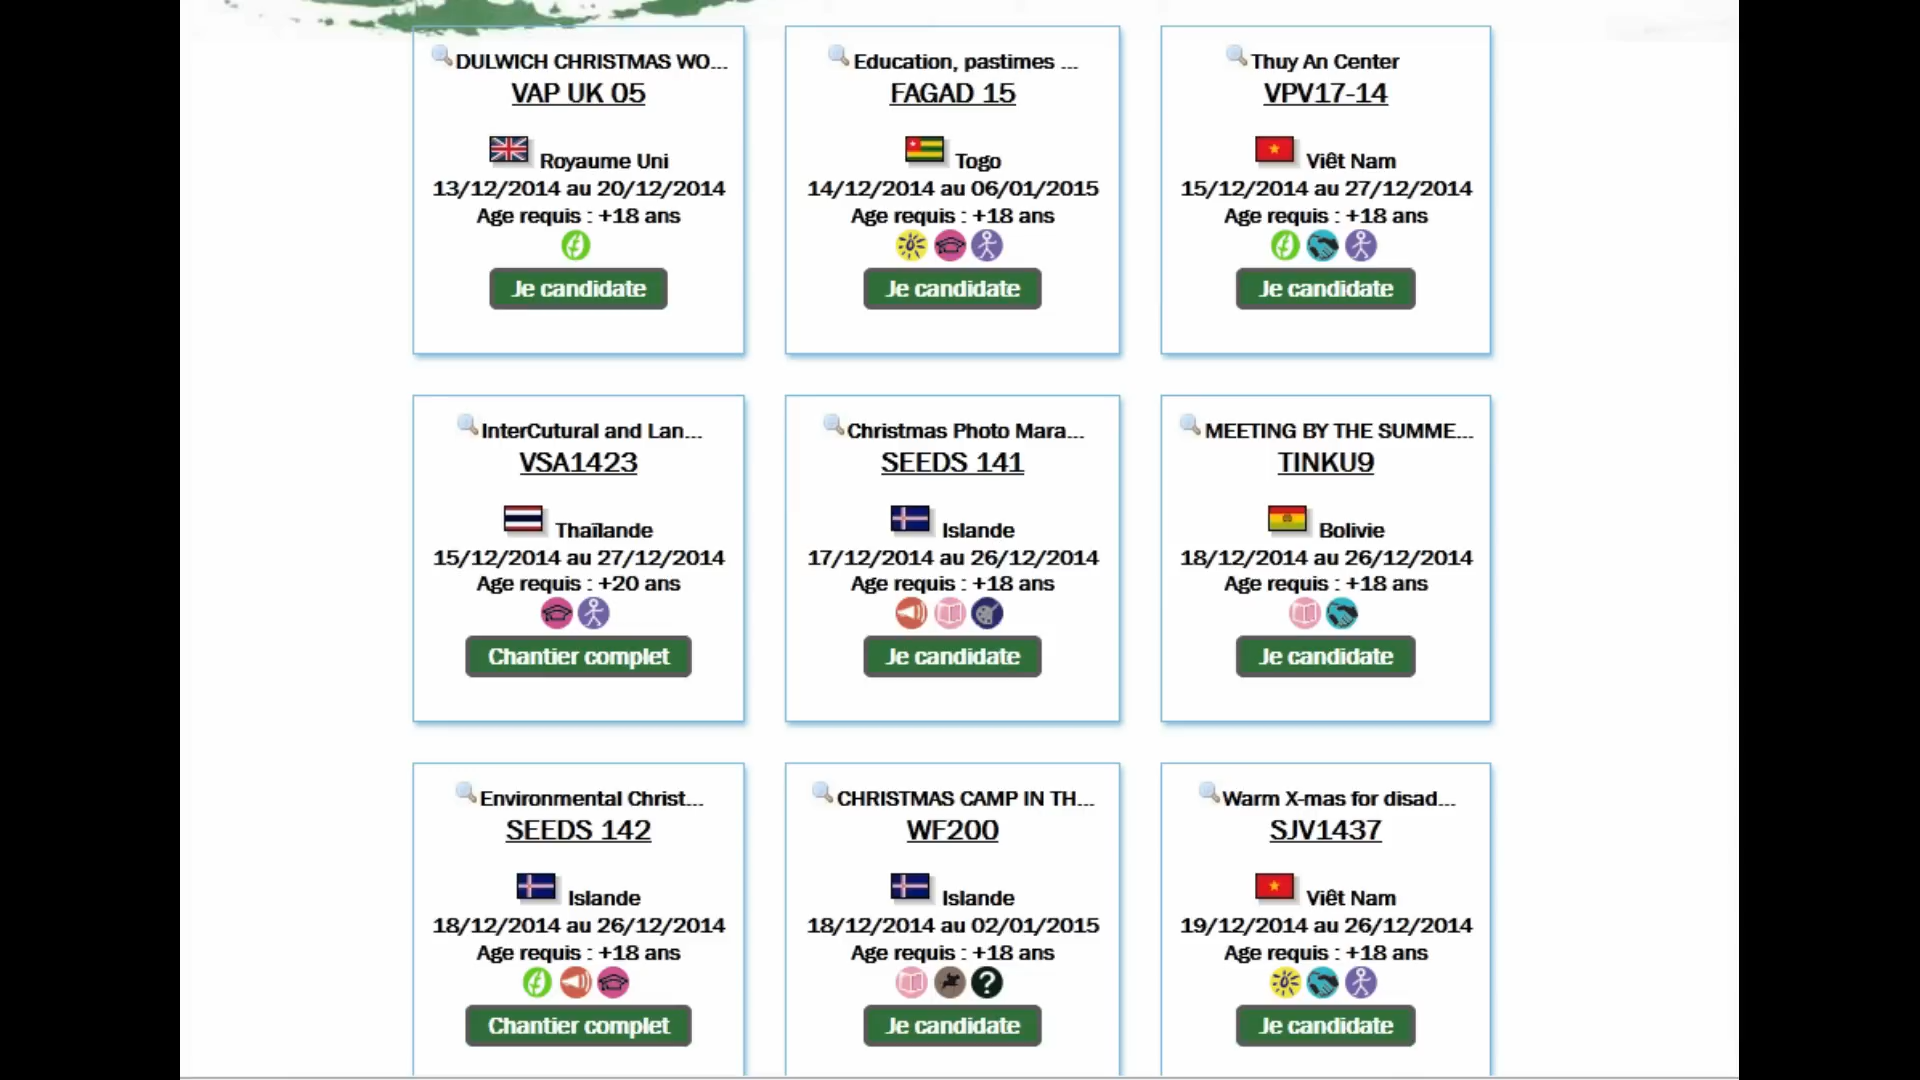 DULWICH CHRISTMAS WO...
VAP UK 05
Royaume Uni
13/12/2014 au 20/12/2014
Age requis : +18 ans
Je candidate
Education, pastimes ...
FAGAD 15
Togo
14/12/2014 au 06/01/2015
Age requis : +18 ans
Je candidate
Thuy An Center
VPV17-14
Viêt Nam
15/12/2014 au 27/12/2014
Age requis : +18 ans
Je candidate
InterCutural and Lan...
VSA1423
Thaïlande
15/12/2014 au 27/12/2014
Age requis : +20 ans
Chantier complet
Christmas Photo Mara...
SEEDS 141
Islande
17/12/2014 au 26/12/2014
Age requis : +18 ans
Je candidate
MEETING BY THE SUMME...
TINKU9
Bolivie
18/12/2014 au 26/12/2014
Age requis : +18 ans
Je candidate
Environmental Christ...
SEEDS 142
Islande
18/12/2014 au 26/12/2014
Age requis : +18 ans
Chantier complet
CHRISTMAS CAMP IN TH...
WF200
Islande
18/12/2014 au 02/01/2015
Age requis : +18 ans
?
Je candidate
Warm X-mas for disad...
SJV1437
Viêt Nam
19/12/2014 au 26/12/2014
Age requis : +18 ans
Je candidate